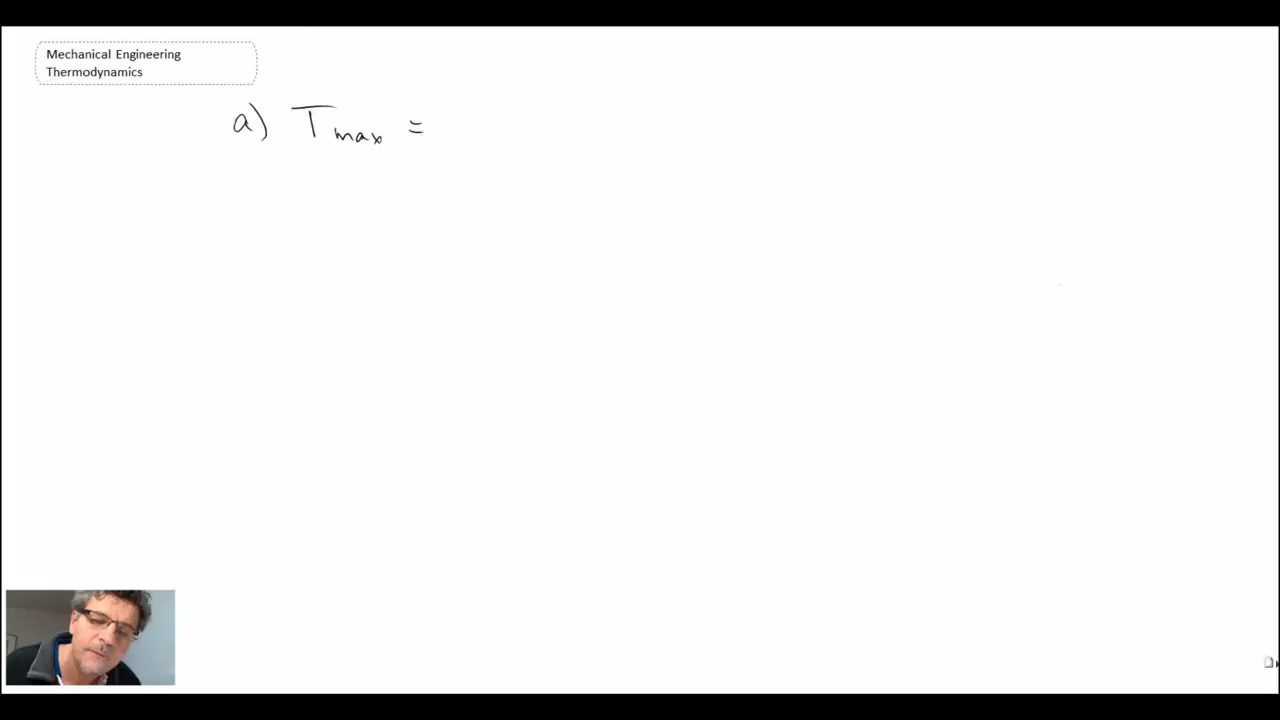 Mechanical Engineering
Thermodynamics
a) Tmax =